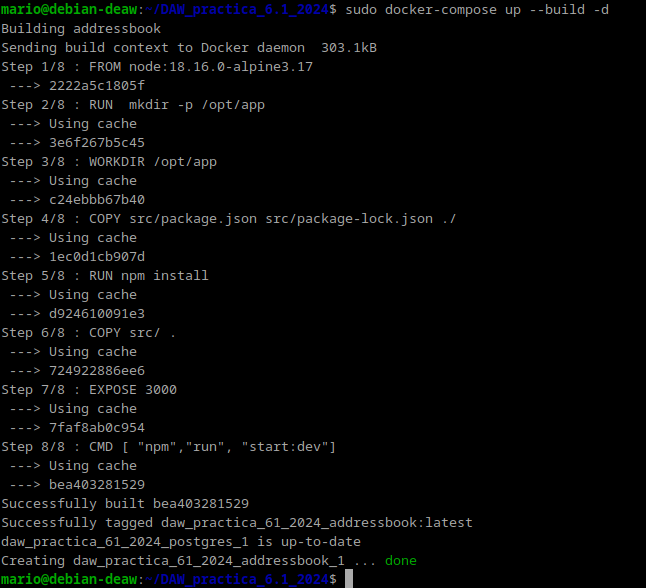 mario@debian-deaw:~/DAW_practica_6.1_2024$ sudo docker-compose up --build -d
Building addressbook
Sending build context to Docker daemon  303.1kB
Step 1/8 : FROM node:18.16.0-alpine3.17
 ---> 2222a5c1805f
Step 2/8 : RUN  mkdir -p /opt/app
 ---> Using cache
 ---> 3e6f267b5c45
Step 3/8 : WORKDIR /opt/app
 ---> Using cache
 ---> c24ebbb67b40
Step 4/8 : COPY src/package.json src/package-lock.json ./
 ---> Using cache
 ---> 1ec0d1cb907d
Step 5/8 : RUN npm install
 ---> Using cache
 ---> d924610091e3
Step 6/8 : COPY src/ .
 ---> Using cache
 ---> 724922886ee6
Step 7/8 : EXPOSE 3000
 ---> Using cache
 ---> 7faf8ab0c954
Step 8/8 : CMD [ "npm","run", "start:dev"]
 ---> Using cache
 ---> bea403281529
Successfully built bea403281529
Successfully tagged daw_practica_61_2024_addressbook:latest
daw_practica_61_2024_postgres_1 is up-to-date
Creating daw_practica_61_2024_addressbook_1 ... done
mario@debian-deaw:~/DAW_practica_6.1_2024$